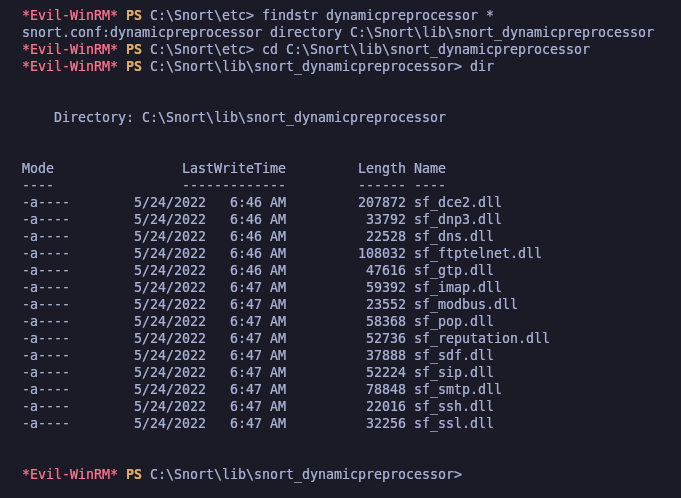 *Evil-WinRM* PS C:\Snort\etc> findstr dynamicpreprocessor *
snort.conf:dynamicpreprocessor directory C:\Snort\lib\snort_dynamicpreprocessor
*Evil-WinRM* PS C:\Snort\etc> cd C:\Snort\lib\snort_dynamicpreprocessor
*Evil-WinRM* PS C:\Snort\lib\snort_dynamicpreprocessor> dir
Directory: C:\Snort\lib\snort_dynamicpreprocessor
Mode                LastWriteTime         Length Name
----                -------------         ------ ----
-a----        5/24/2022   6:46 AM         207872 sf_dce2.dll
-a----        5/24/2022   6:46 AM          33792 sf_dnp3.dll
-a----        5/24/2022   6:46 AM          22528 sf_dns.dll
-a----        5/24/2022   6:46 AM         108032 sf_ftptelnet.dll
-a----        5/24/2022   6:46 AM          47616 sf_gtp.dll
-a----        5/24/2022   6:47 AM          59392 sf_imap.dll
-a----        5/24/2022   6:47 AM          23552 sf_modbus.dll
-a----        5/24/2022   6:47 AM          58368 sf_pop.dll
-a----        5/24/2022   6:47 AM          52736 sf_reputation.dll
-a----        5/24/2022   6:47 AM          37888 sf_sdf.dll
-a----        5/24/2022   6:47 AM          52224 sf_sip.dll
-a----        5/24/2022   6:47 AM          78848 sf_smtp.dll
-a----        5/24/2022   6:47 AM          22016 sf_ssh.dll
-a----        5/24/2022   6:47 AM          32256 sf_ssl.dll
*Evil-WinRM* PS C:\Snort\lib\snort_dynamicpreprocessor>